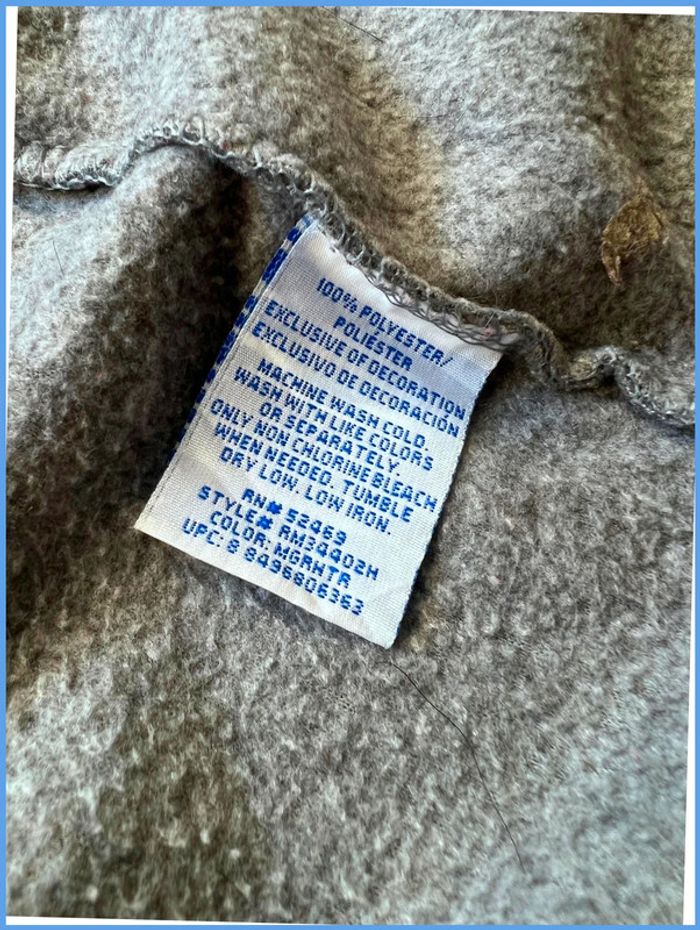 100% POLYESTER/
POLIÉSTER
EXCLUSIVE OF DECORATION
EXCLUSIVO DE DECORACIÓN
MACHINE WASH COLD.
WASH WITH LIKE COLORS
OR SEPARATELY.
ONLY NON CHLORINE BLEACH
WHEN NEEDED. TUMBLE
DRY LOW. LOW IRON.
RN# 52469
STYLE# RM34402H
COLOR: MGRHTR
UPC: 8 8496806363